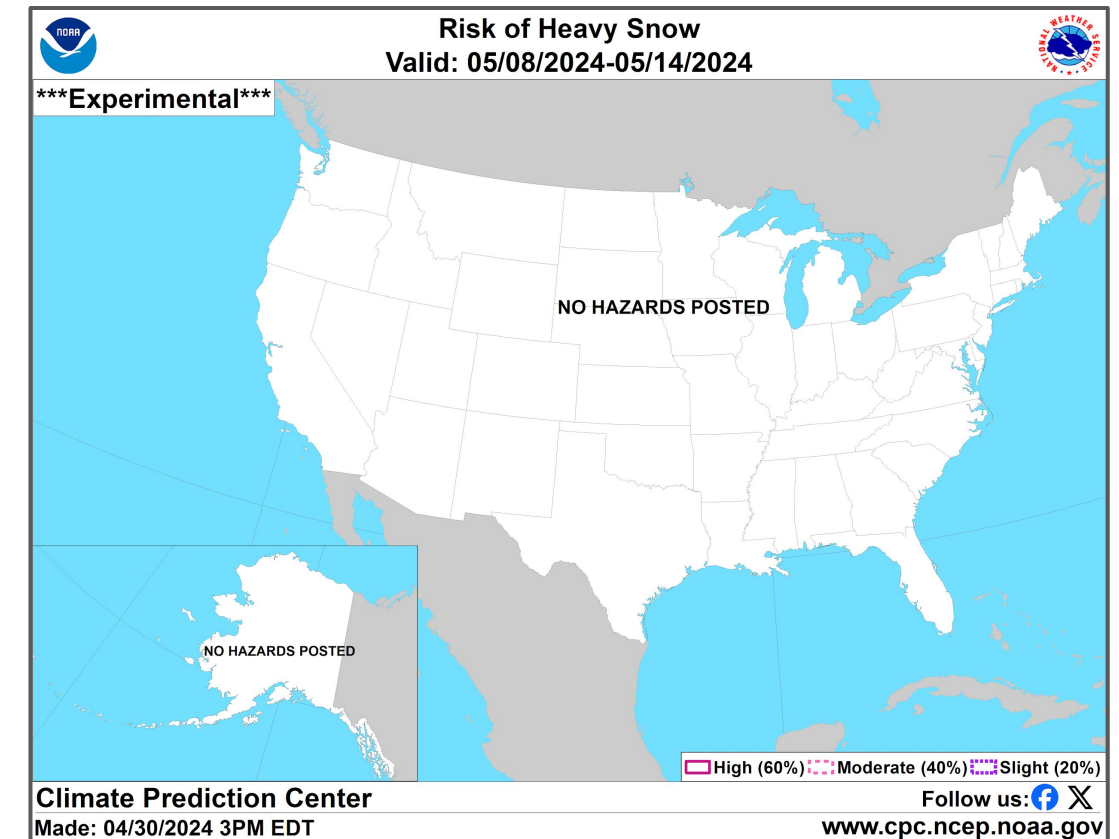 NOAA
Risk of Heavy Snow
Valid: 05/08/2024-05/14/2024
NATIONAL WEATHER SERVICE
***Experimental***
NO HAZARDS POSTED
NO HAZARDS POSTED
High (60%) Moderate (40%) Slight (20%)
Climate Prediction Center
Follow us:
Made: 04/30/2024 3PM EDT
www.cpc.ncep.noaa.gov